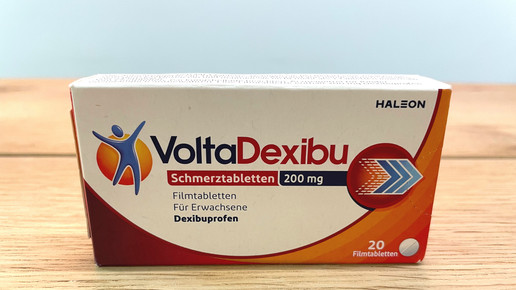 HALEON
VoltaDexibu
Schmerztabletten 200 mg
Filmtabletten
Für Erwachsene
Dexibuprofen
20
Filmtabletten